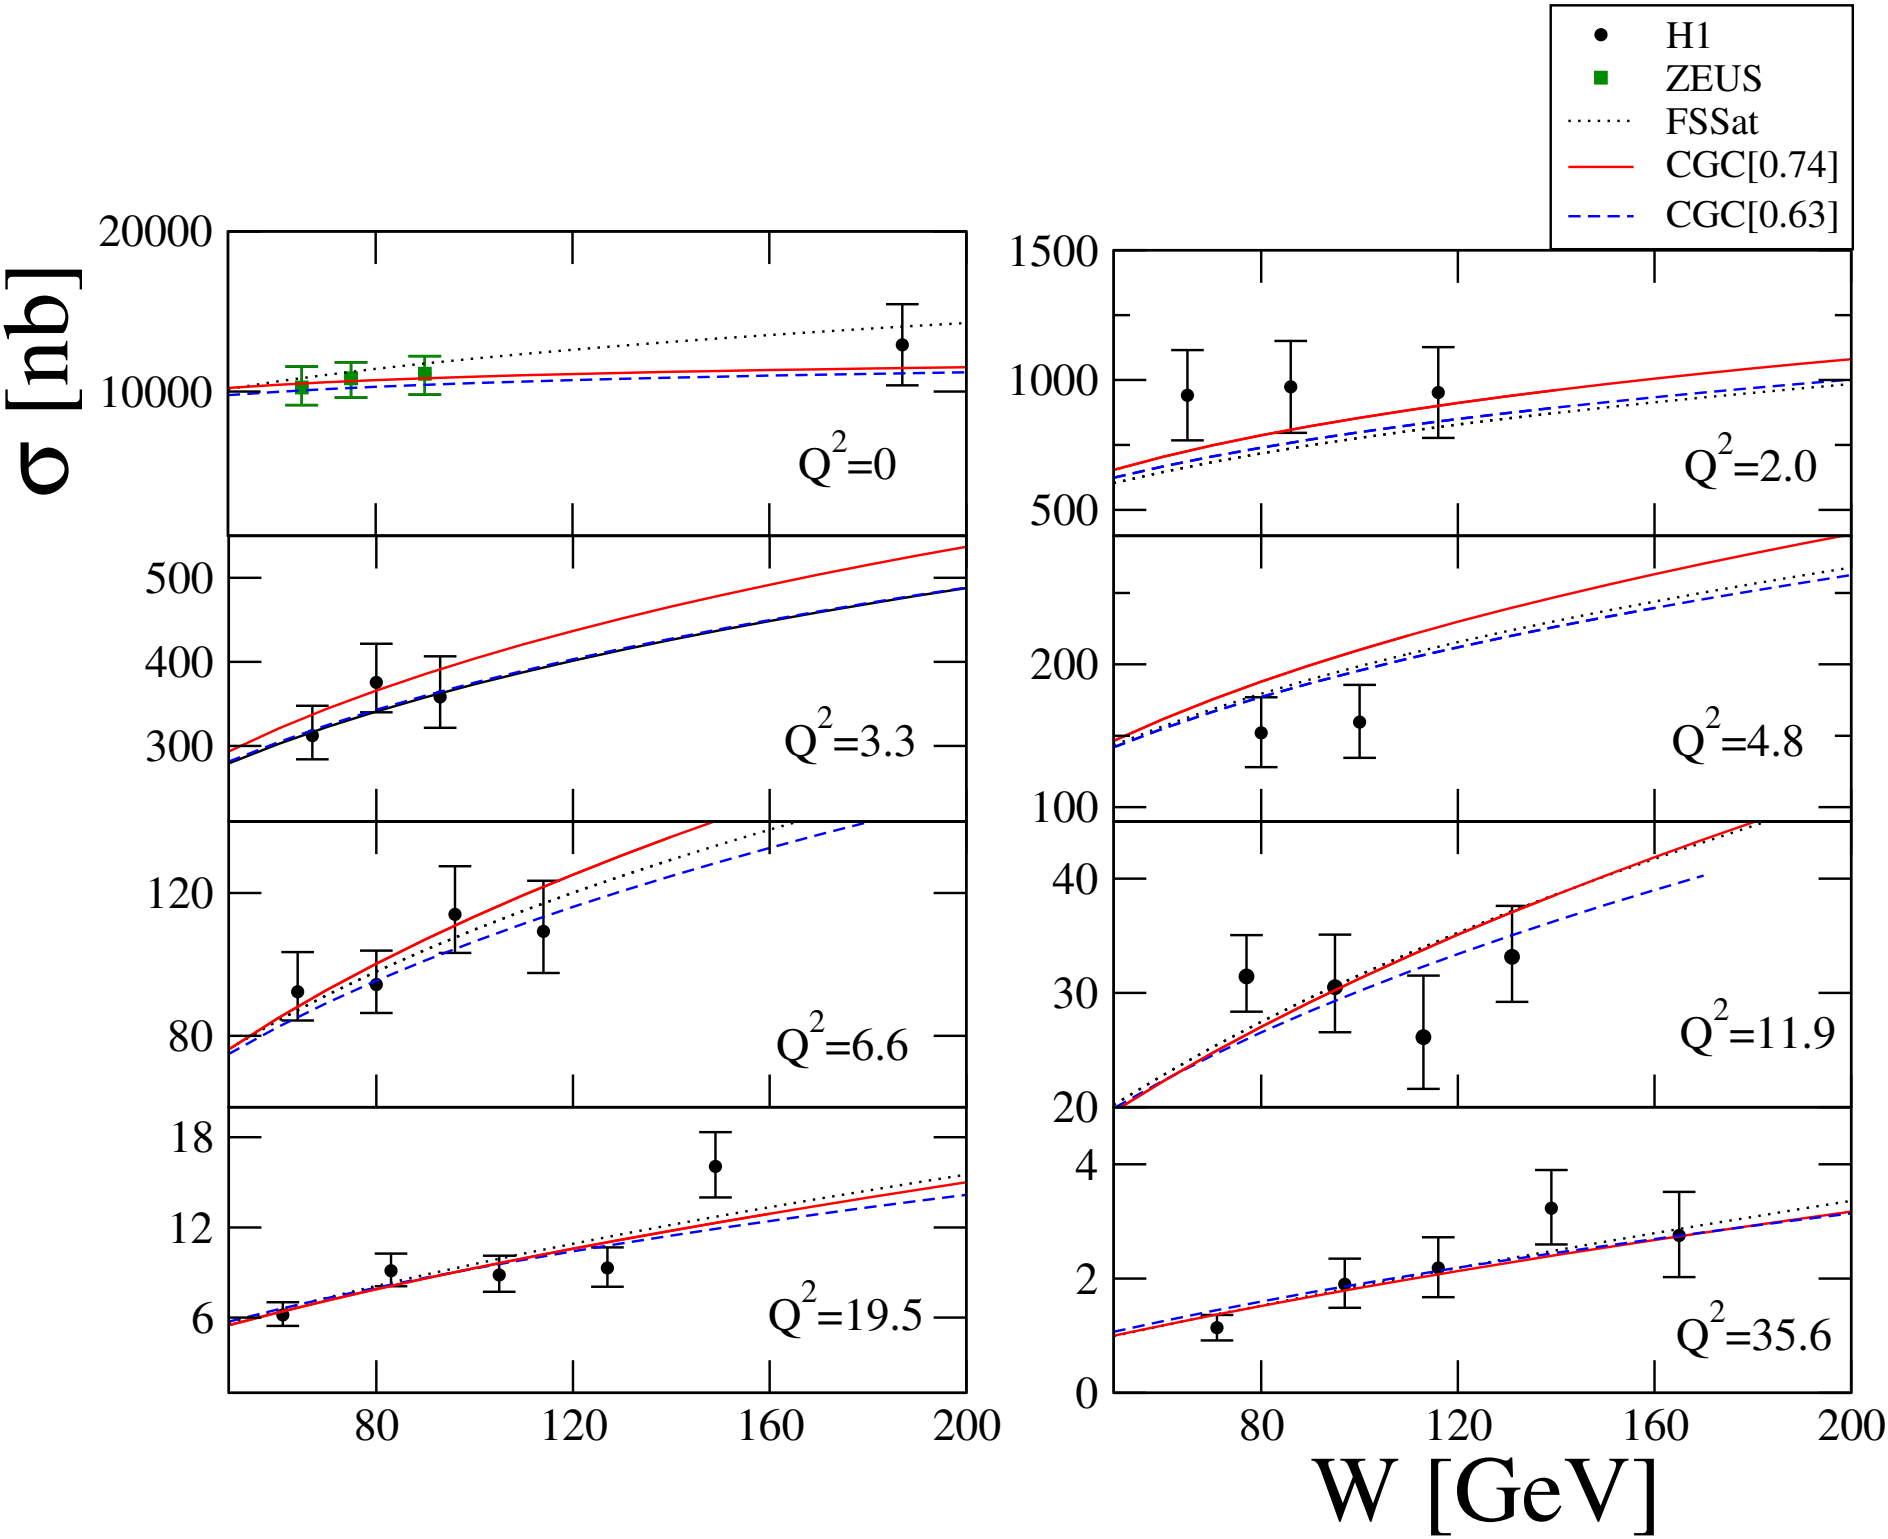 H1
ZEUS
FSSat
CGC[0.74]
CGC[0.63]
σ [nb]
20000
10000
Q²=0
1500
1000
500
Q²=2.0
500
400
300
Q²=3.3
200
100
Q²=4.8
120
80
Q²=6.6
40
30
20
Q²=11.9
18
12
6
Q²=19.5
4
2
0
Q²=35.6
80 120 160 200
80 120 160 200
W [GeV]